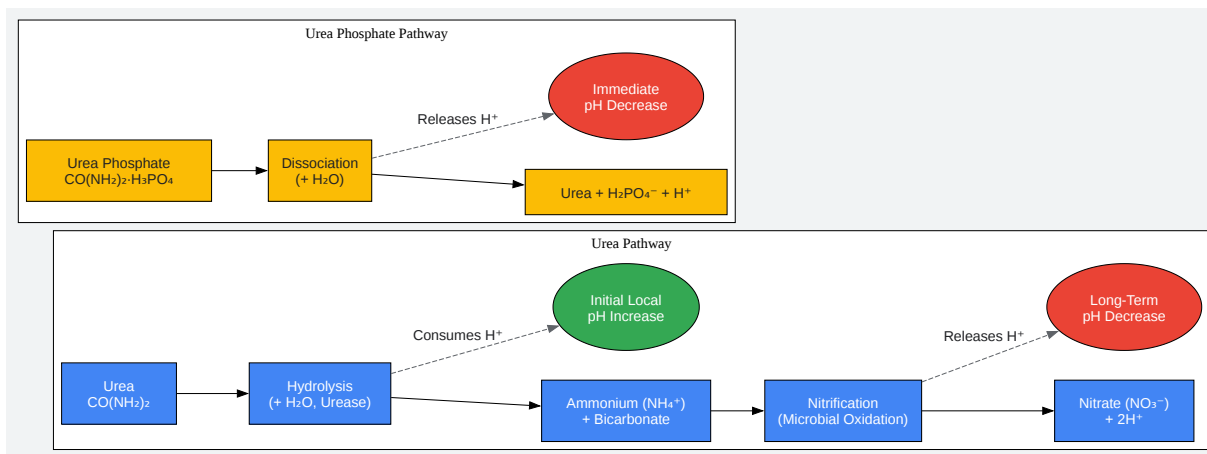 Urea Phosphate Pathway
Immediate
pH Decrease
Releases H⁺
Urea Phosphate
CO(NH₂)₂·H₃PO₄
Dissociation
(+ H₂O)
Urea + H₂PO₄⁻ + H⁺
Urea Pathway
Initial Local
pH Increase
Long-Term
pH Decrease
Consumes H⁺
Releases H⁺
Urea
CO(NH₂)₂
Hydrolysis
(+ H₂O, Urease)
Ammonium (NH₄⁺)
+ Bicarbonate
Nitrification
(Microbial Oxidation)
Nitrate (NO₃⁻)
+ 2H⁺